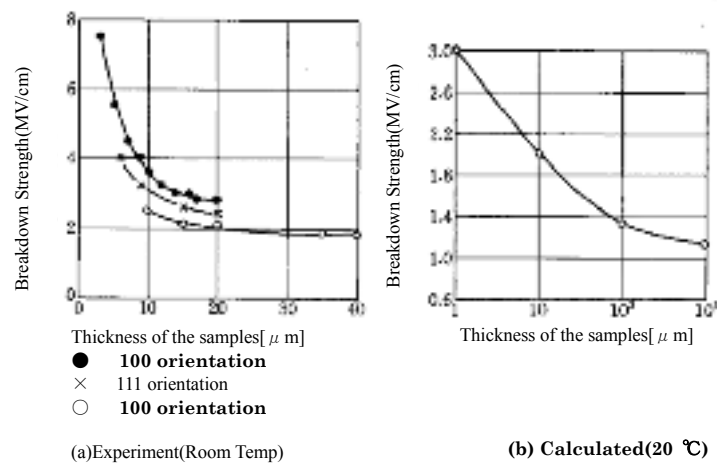 8
6
4
2
0
0 10 20 30 40
Breakdown Strength(MV/cm)
Thickness of the samples[ μ m]
● 100 orientation
× 111 orientation
○ 100 orientation
(a)Experiment(Room Temp)
3.0
2.6
2.2
1.8
1.4
1.0
0.6
1 10 10²
Breakdown Strength(MV/cm)
Thickness of the samples[ μ m]
(b) Calculated(20 ℃)